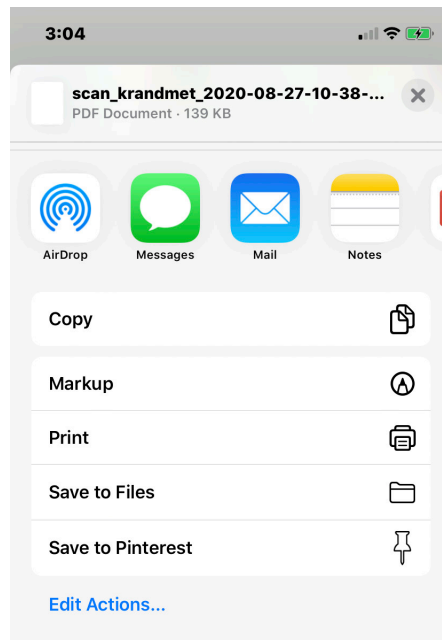 3:04
scan_krandmet_2020-08-27-10-38-...
PDF Document · 139 KB
AirDrop
Messages
Mail
Notes
Copy
Markup
Print
Save to Files
Save to Pinterest
Edit Actions...